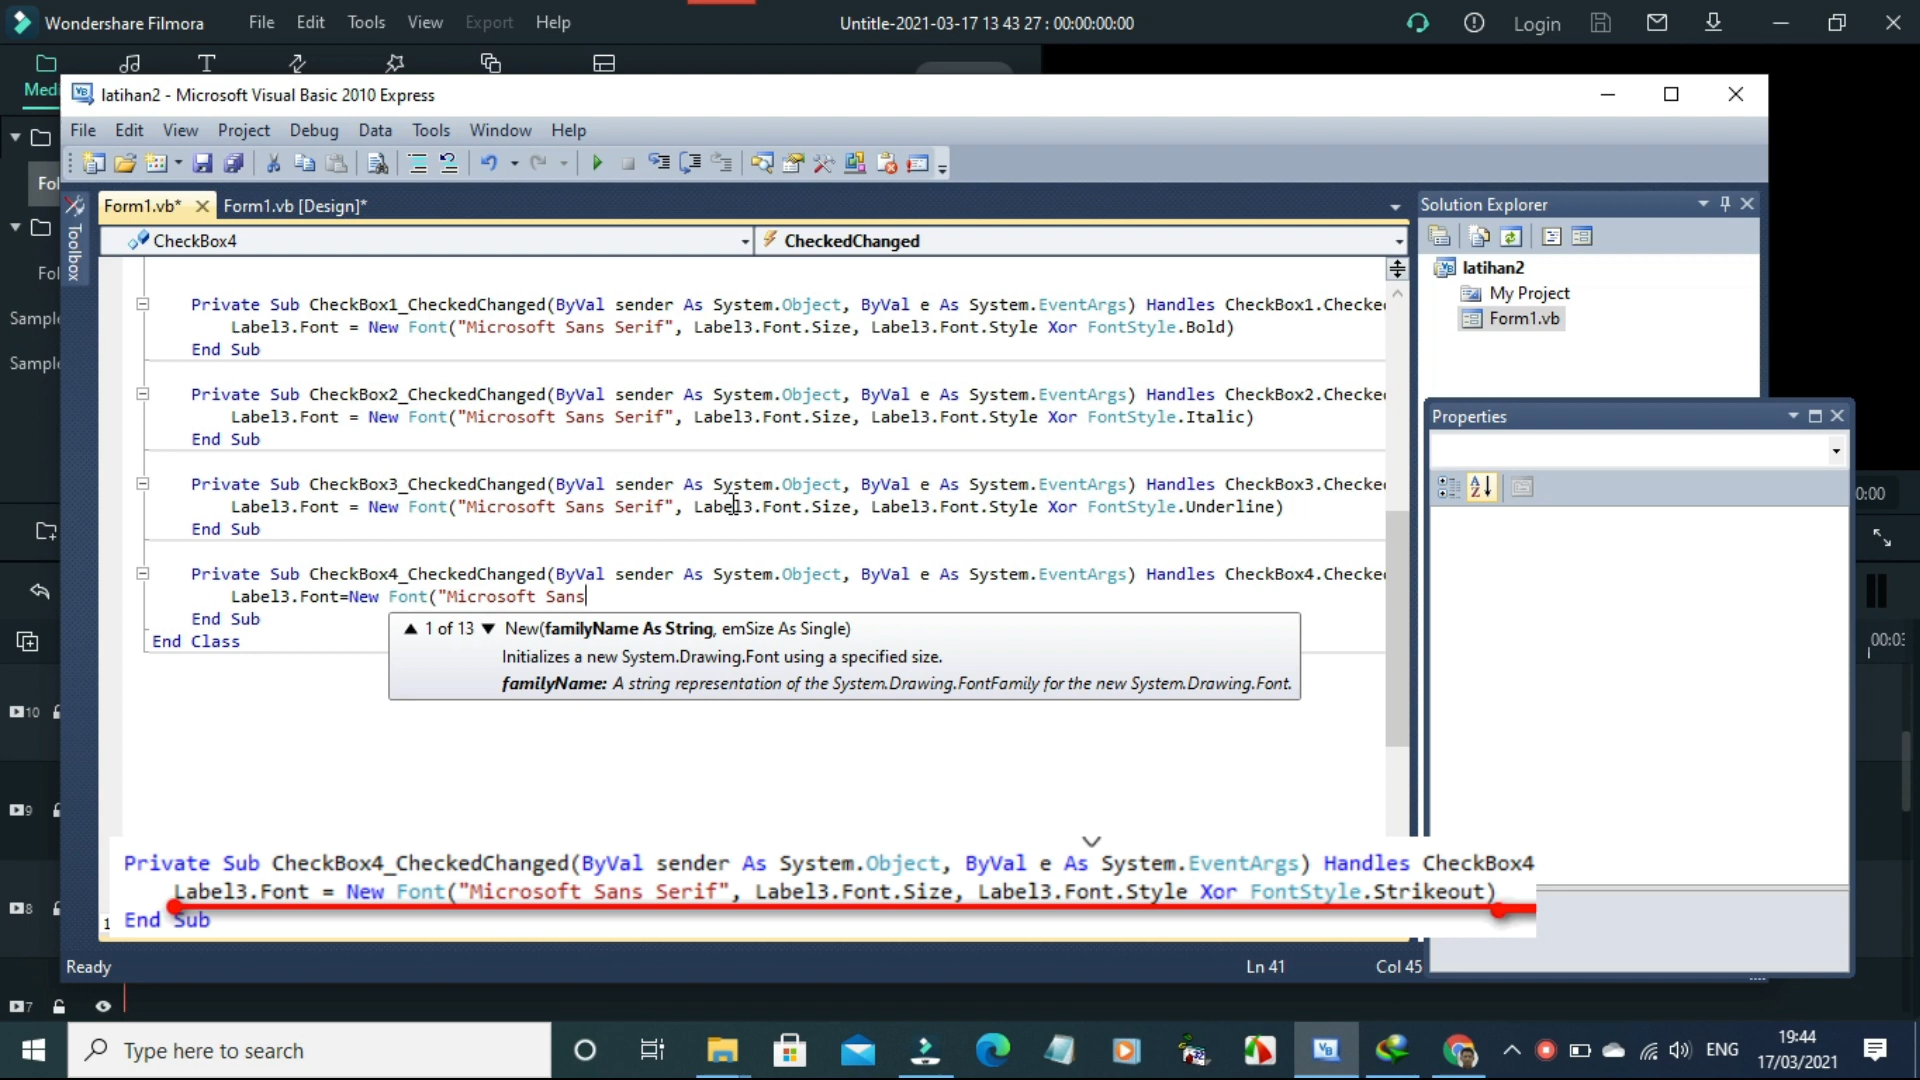 Wondershare Filmora File Edit Tools View Export Help Untitle-2021-03-17 13 43 27 : 00:00:00:00 Login
latihan2 - Microsoft Visual Basic 2010 Express
File Edit View Project Debug Data Tools Window Help
Form1.vb* Form1.vb [Design]*
Solution Explorer
Toolbox
CheckBox4 CheckedChanged
latihan2
My Project
Form1.vb
Private Sub CheckBox1_CheckedChanged(ByVal sender As System.Object, ByVal e As System.EventArgs) Handles CheckBox1.Checke
Label3.Font = New Font("Microsoft Sans Serif", Label3.Font.Size, Label3.Font.Style Xor FontStyle.Bold)
End Sub
Private Sub CheckBox2_CheckedChanged(ByVal sender As System.Object, ByVal e As System.EventArgs) Handles CheckBox2.Checke
Label3.Font = New Font("Microsoft Sans Serif", Label3.Font.Size, Label3.Font.Style Xor FontStyle.Italic)
End Sub
Private Sub CheckBox3_CheckedChanged(ByVal sender As System.Object, ByVal e As System.EventArgs) Handles CheckBox3.Checke
Label3.Font = New Font("Microsoft Sans Serif", Label3.Font.Size, Label3.Font.Style Xor FontStyle.Underline)
End Sub
Private Sub CheckBox4_CheckedChanged(ByVal sender As System.Object, ByVal e As System.EventArgs) Handles CheckBox4.Checke
Label3.Font=New Font("Microsoft Sans
End Sub
End Class
1 of 13 New(familyName As String, emSize As Single)
Initializes a new System.Drawing.Font using a specified size.
familyName: A string representation of the System.Drawing.FontFamily for the new System.Drawing.Font.
Properties
Private Sub CheckBox4_CheckedChanged(ByVal sender As System.Object, ByVal e As System.EventArgs) Handles CheckBox4
Label3.Font = New Font("Microsoft Sans Serif", Label3.Font.Size, Label3.Font.Style Xor FontStyle.Strikeout)
End Sub
Ready Ln 41 Col 45
10
9
8
7
Type here to search
ENG
19:44
17/03/2021